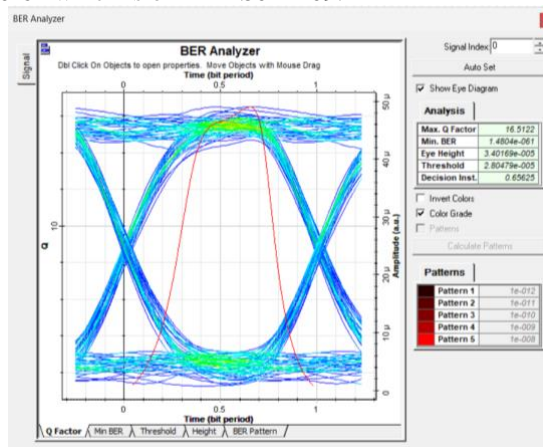 BER Analyzer
Signal
BER Analyzer
Dbl Click On Objects to open properties. Move Objects with Mouse Drag
Time (bit period)
0 0.5 1
Q
10
50 µ
40 µ
30 µ
20 µ
10 µ
0
Amplitude (a.u.)
0 0.5 1
Time (bit period)
Q Factor Min BER Threshold Height BER Pattern
Signal Index: 0
Auto Set
Show Eye Diagram
Analysis
Max. Q Factor 16.5122
Min. BER 1.4804e-061
Eye Height 3.40169e-005
Threshold 2.80479e-005
Decision Inst. 0.65625
Invert Colors
Color Grade
Patterns
Calculate Patterns
Patterns
Pattern 1 1e-012
Pattern 2 1e-011
Pattern 3 1e-010
Pattern 4 1e-009
Pattern 5 1e-008